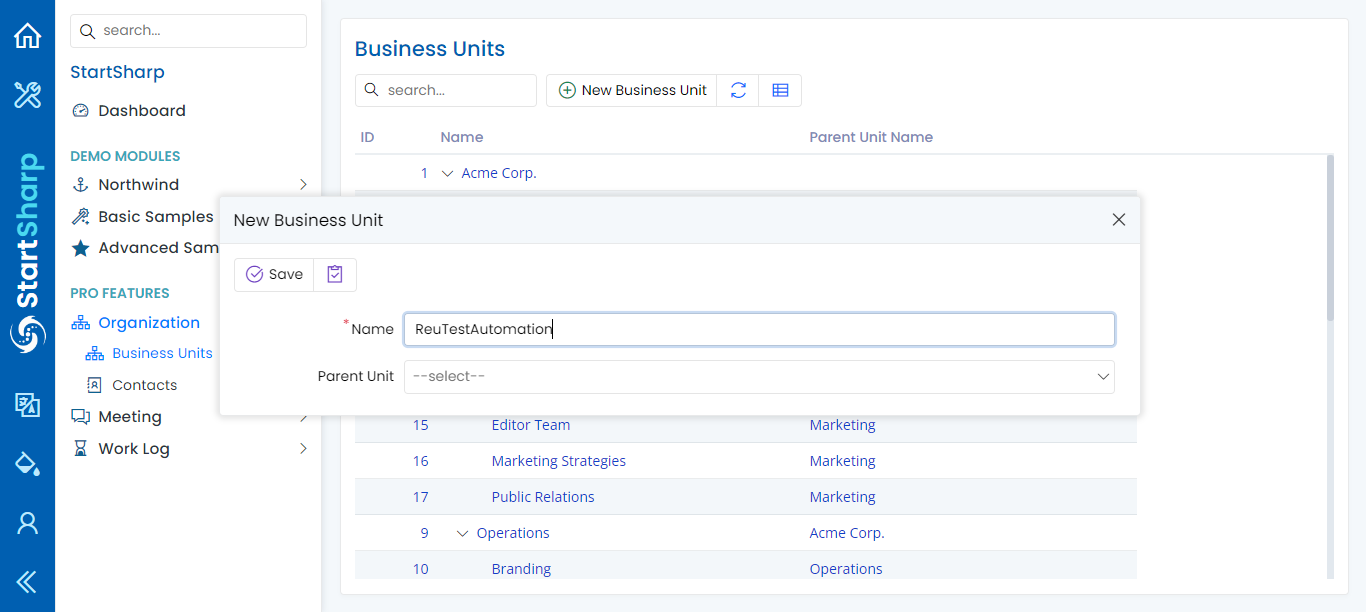 StartSharp
search...
StartSharp
Dashboard
DEMO MODULES
Northwind
Basic Samples
Advanced Sam
PRO FEATURES
Organization
Business Units
Contacts
Meeting
Work Log
Business Units
search...
New Business Unit
ID Name Parent Unit Name
1 Acme Corp.
New Business Unit
Save
*Name ReuTestAutomation
Parent Unit --select--
15 Editor Team Marketing
16 Marketing Strategies Marketing
17 Public Relations Marketing
9 Operations Acme Corp.
10 Branding Operations